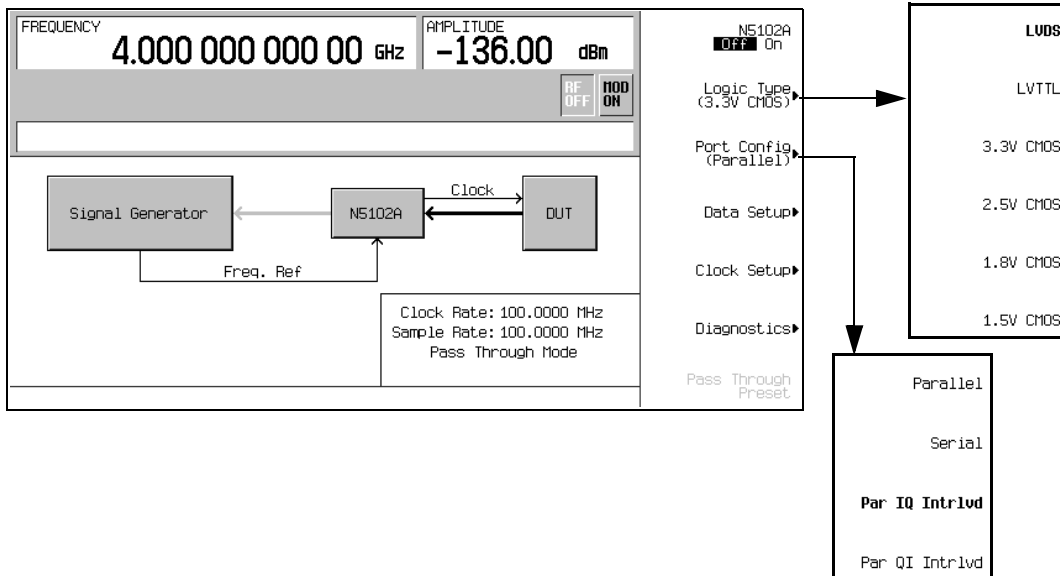 FREQUENCY
4.000 000 000 00 GHz
AMPLITUDE
-136.00 dBm
RF OFF
MOD ON
Signal Generator
N5102A
Clock
DUT
Freq. Ref
Clock Rate: 100.0000 MHz
Sample Rate: 100.0000 MHz
Pass Through Mode
N5102A
Off On
Logic Type
(3.3V CMOS)
Port Config
(Parallel)
Data Setup
Clock Setup
Diagnostics
Pass Through
Preset
LVDS
LVTTL
3.3V CMOS
2.5V CMOS
1.8V CMOS
1.5V CMOS
Parallel
Serial
Par IQ Intrlvd
Par QI Intrlvd